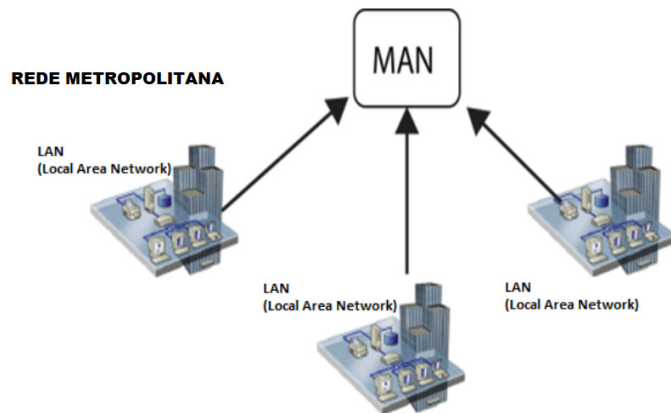 MAN
REDE METROPOLITANA
LAN
(Local Area Network)
LAN
(Local Area Network)
LAN
(Local Area Network)